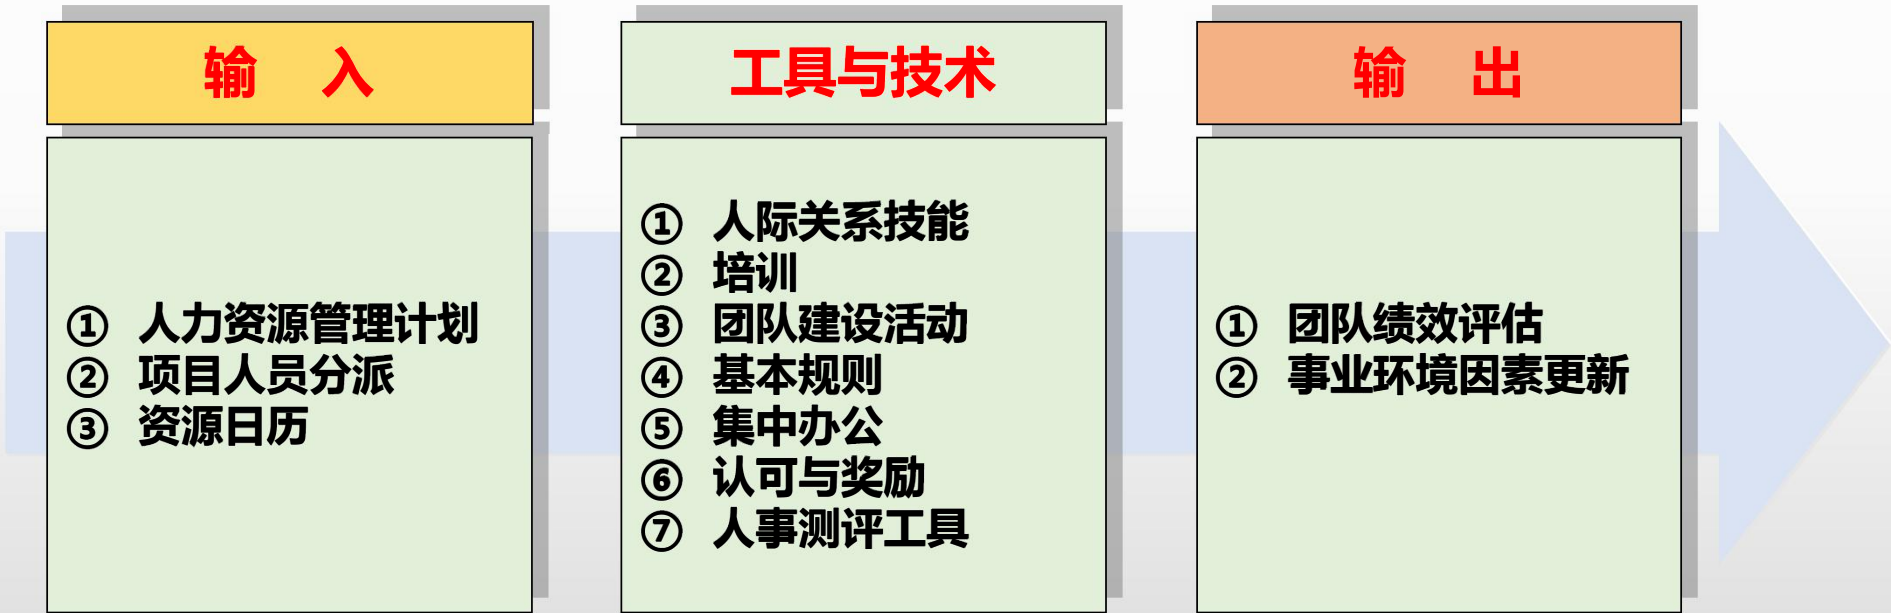 输 入
① 人力资源管理计划
② 项目人员分派
③ 资源日历
工具与技术
① 人际关系技能
② 培训
③ 团队建设活动
④ 基本规则
⑤ 集中办公
⑥ 认可与奖励
⑦ 人事测评工具
输 出
① 团队绩效评估
② 事业环境因素更新